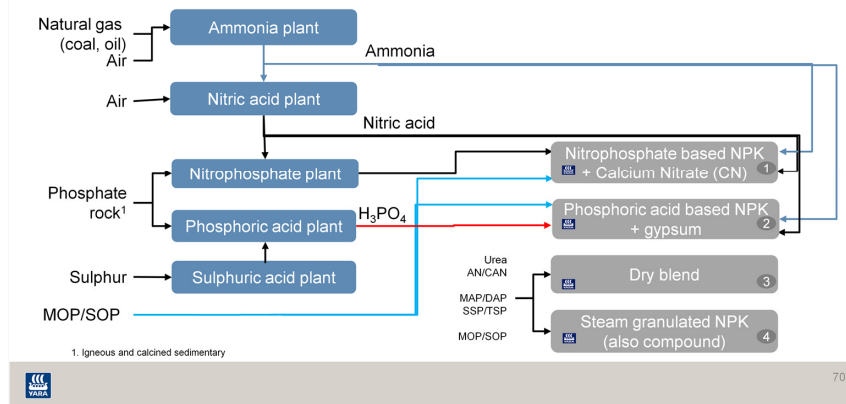 Natural gas
(coal, oil)
Air
Ammonia plant
Ammonia
Air
Nitric acid plant
Nitric acid
Phosphate
rock¹
Nitrophosphate plant
Nitrophosphate based NPK
+ Calcium Nitrate (CN)
1
Phosphoric acid plant
H₃PO₄
Phosphoric acid based NPK
+ gypsum
2
Sulphur
Sulphuric acid plant
MOP/SOP
Urea
AN/CAN
MAP/DAP
SSP/TSP
MOP/SOP
Dry blend
3
Steam granulated NPK
(also compound)
4
1. Igneous and calcined sedimentary
YARA
70